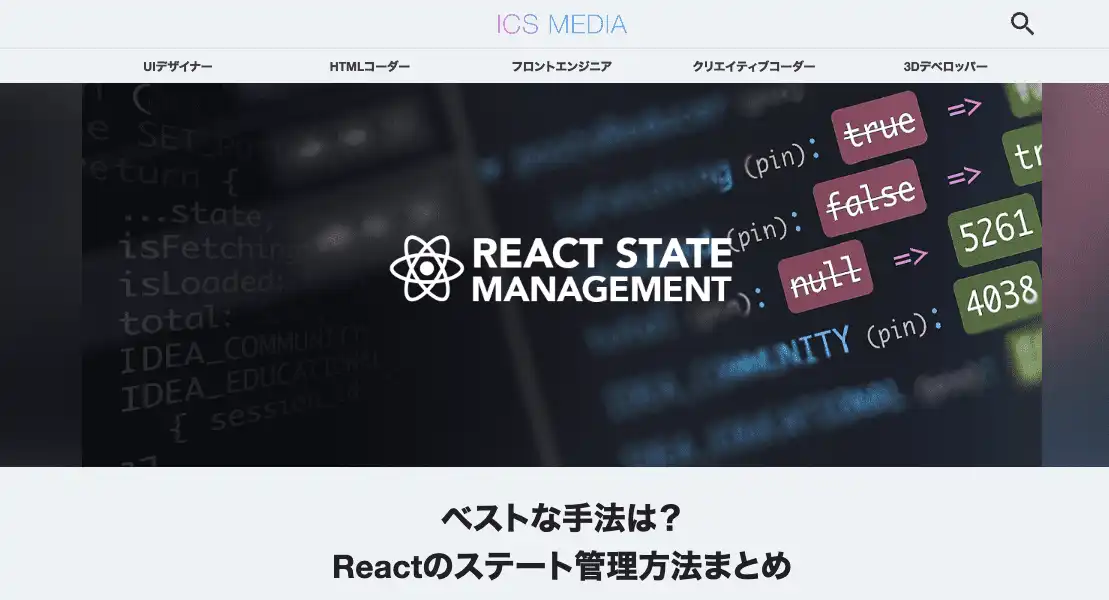 ICS MEDIA
UIデザイナー
HTMLコーダー
フロントエンジニア
クリエイティブコーダー
3Dデベロッパー
(
return {
...state,
isFetching:
isLoaded:
total:
IDEA_COMMUNITY
IDEA_EDUCATIONAL
{ session_id
true =>
(pin):
false =>
(pin):
null => 5261
(pin):
4038
REACT STATE
MANAGEMENT
ベストな手法は？
Reactのステート管理方法まとめ